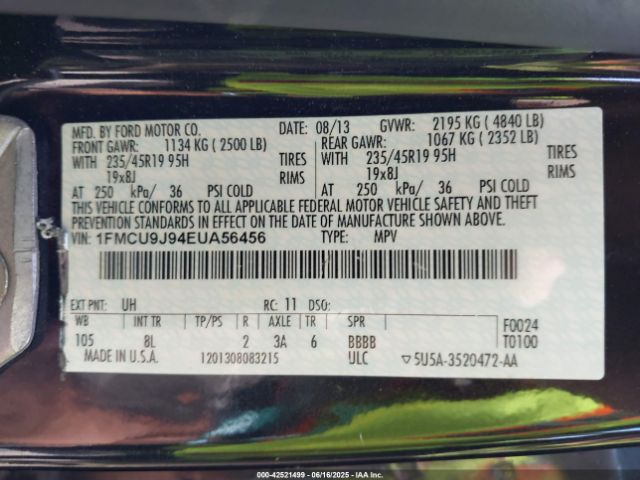 MFD. BY FORD MOTOR CO. DATE: 08/13 GVWR: 2195 KG ( 4840 LB)
FRONT GAWR: 1134 KG ( 2500 LB) REAR GAWR: 1067 KG ( 2352 LB)
WITH 235/45R19 95H TIRES WITH 235/45R19 95H TIRES
19x8J RIMS 19x8J RIMS
AT 250 kPa/ 36 PSI COLD AT 250 kPa/ 36 PSI COLD
THIS VEHICLE CONFORMS TO ALL APPLICABLE FEDERAL MOTOR VEHICLE SAFETY AND THEFT
PREVENTION STANDARDS IN EFFECT ON THE DATE OF MANUFACTURE SHOWN ABOVE.
VIN: 1FMCU9J94EUA56456 TYPE: MPV
EXT PNT: UH RC: 11 DSO:
WB INT TR TP/PS R AXLE TR SPR F0024
105 8L 2 3A 6 BBBB T0100
MADE IN U.S.A. 1201308083215 ULC ▽5U5A-3520472-AA
00-42521499 - 06/16/2025 - IAA Inc.